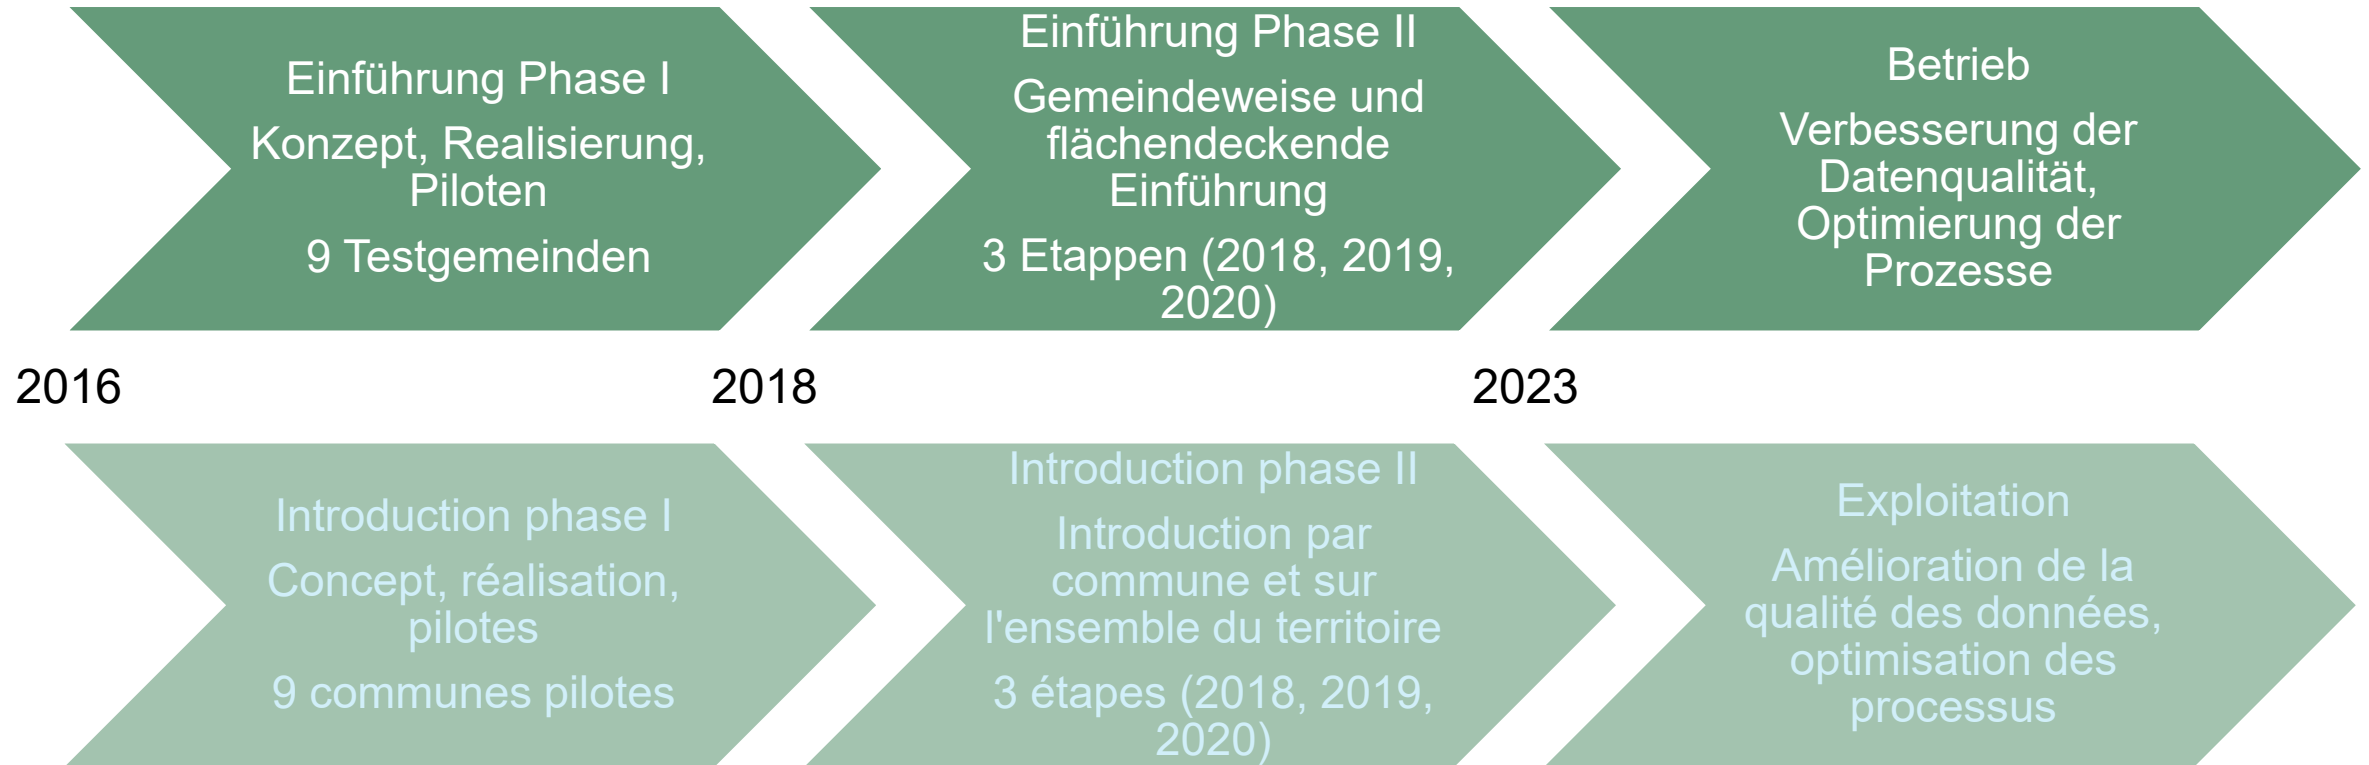 Einführung Phase I
Konzept, Realisierung,
Piloten
9 Testgemeinden
Einführung Phase II
Gemeindeweise und
flächendeckende
Einführung
3 Etappen (2018, 2019,
2020)
Betrieb
Verbesserung der
Datenqualität,
Optimierung der
Prozesse
2016
2018
2023
Introduction phase I
Concept, réalisation,
pilotes
9 communes pilotes
Introduction phase II
Introduction par
commune et sur
l'ensemble du territoire
3 étapes (2018, 2019,
2020)
Exploitation
Amélioration de la
qualité des données,
optimisation des
processus